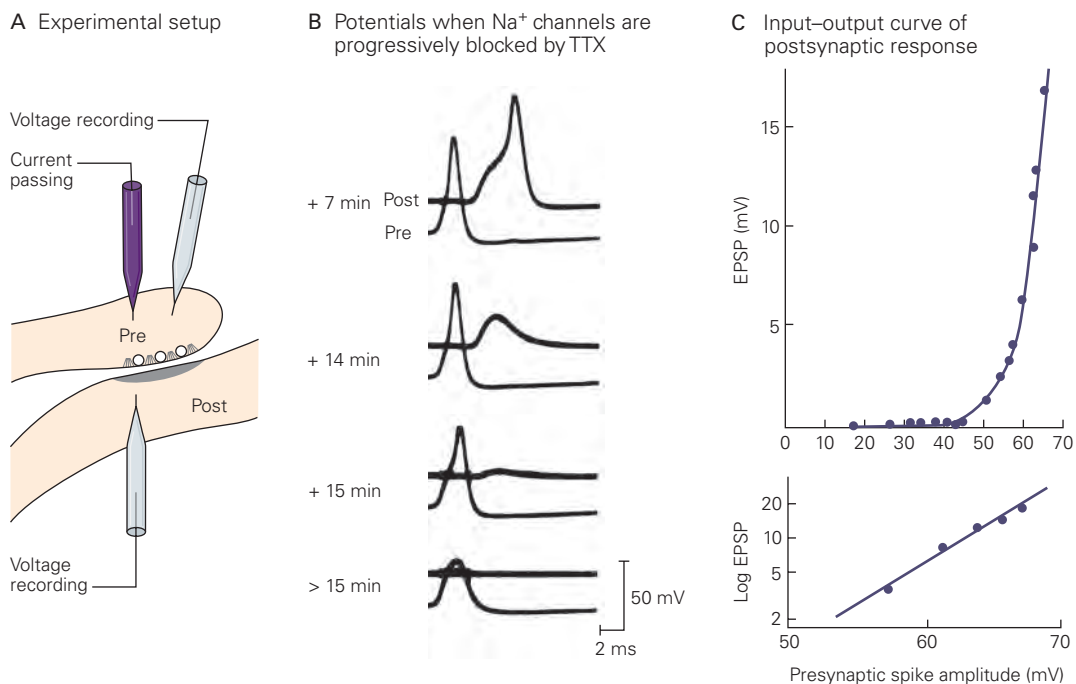 A Experimental setup
Voltage recording
Current
passing
Pre
Post
Voltage
recording
B Potentials when Na⁺ channels are
progressively blocked by TTX
+ 7 min
Post
Pre
+ 14 min
+ 15 min
> 15 min
50 mV
2 ms
C Input–output curve of
postsynaptic response
15
10
5
EPSP (mV)
0 10 20 30 40 50 60 70
20
10
5
2
Log EPSP
50 60 70
Presynaptic spike amplitude (mV)